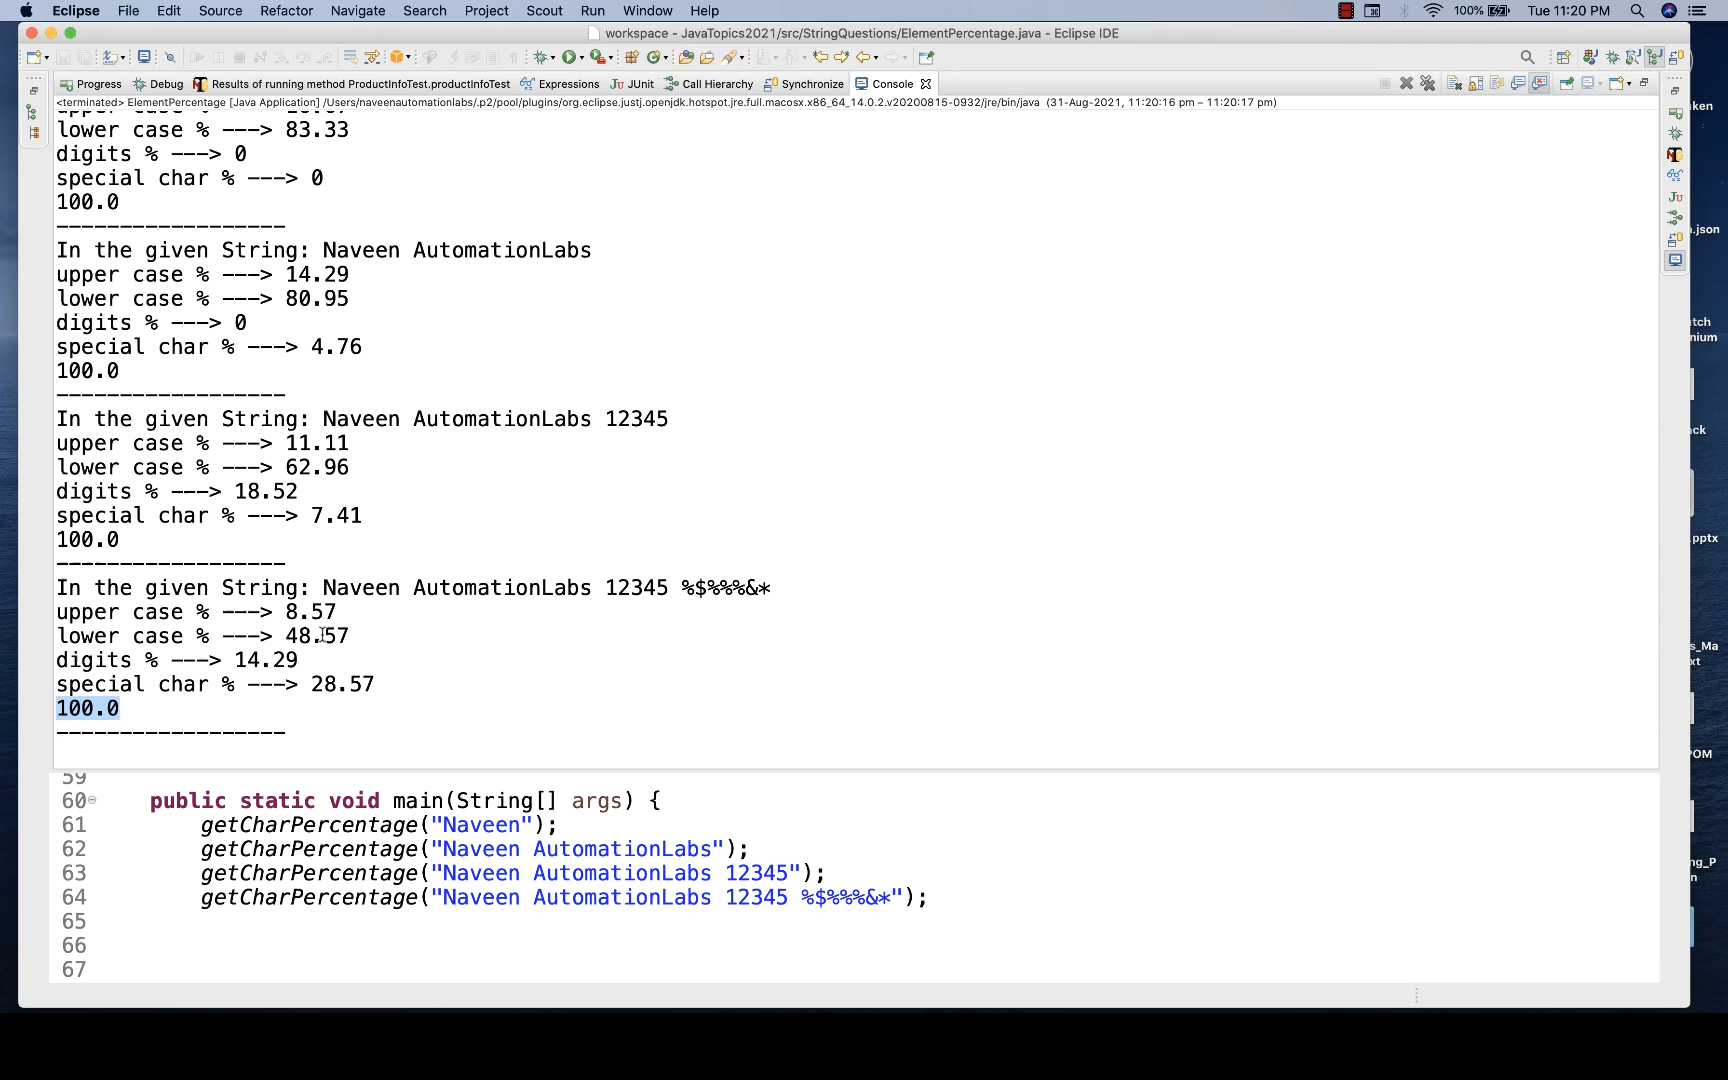 Eclipse File Edit Source Refactor Navigate Search Project Scout Run Window Help 100% Tue 11:20 PM
workspace - JavaTopics2021/src/StringQuestions/ElementPercentage.java - Eclipse IDE
Progress Debug Results of running method ProductInfoTest.productInfoTest Expressions JUnit Call Hierarchy Synchronize Console
<terminated> ElementPercentage [Java Application] /Users/naveenautomationlabs/.p2/pool/plugins/org.eclipse.justj.openjdk.hotspot.jre.full.macosx.x86_64_14.0.2.v20200815-0932/jre/bin/java (31-Aug-2021, 11:20:16 pm – 11:20:17 pm)
lower case % ---> 83.33
digits % ---> 0
special char % ---> 0
100.0
------------------
In the given String: Naveen AutomationLabs
upper case % ---> 14.29
lower case % ---> 80.95
digits % ---> 0
special char % ---> 4.76
100.0
------------------
In the given String: Naveen AutomationLabs 12345
upper case % ---> 11.11
lower case % ---> 62.96
digits % ---> 18.52
special char % ---> 7.41
100.0
------------------
In the given String: Naveen AutomationLabs 12345 %$%%%&*
upper case % ---> 8.57
lower case % ---> 48.57
digits % ---> 14.29
special char % ---> 28.57
100.0
------------------
59
60 public static void main(String[] args) {
61 getCharPercentage("Naveen");
62 getCharPercentage("Naveen AutomationLabs");
63 getCharPercentage("Naveen AutomationLabs 12345");
64 getCharPercentage("Naveen AutomationLabs 12345 %$%%%&*");
65
66
67